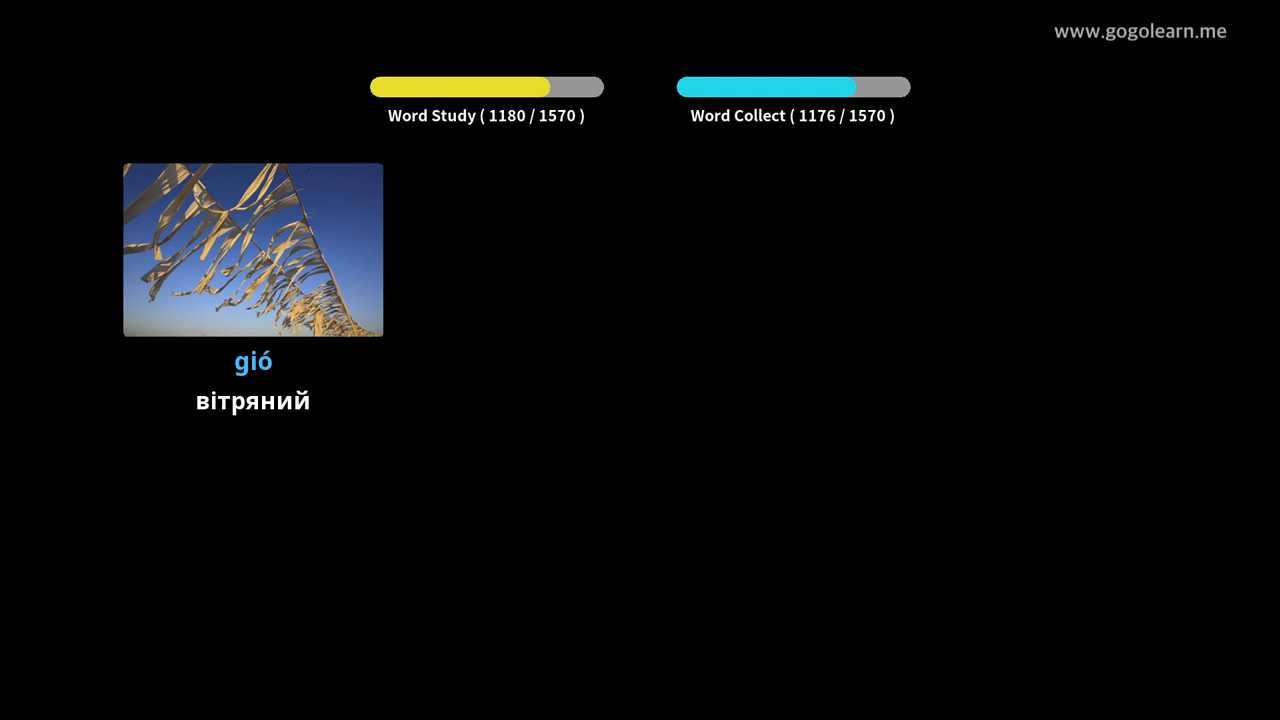 www.gogolearn.me
Word Study ( 1180 / 1570 )
Word Collect ( 1176 / 1570 )
gió
вітряний